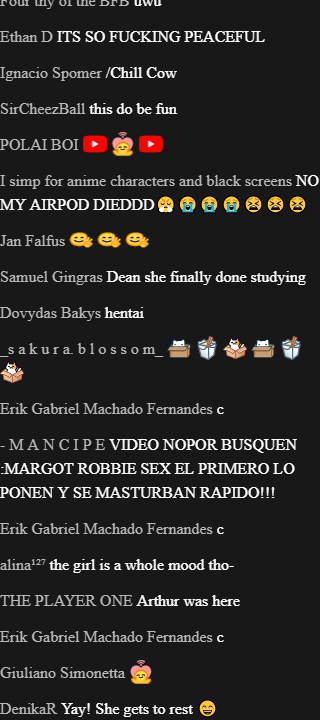 Four thy of the BFB uwu
Ethan D ITS SO FUCKING PEACEFUL
Ignacio Spomer /Chill Cow
SirCheezBall this do be fun
POLAI BOI
I simp for anime characters and black screens NO
MY AIRPOD DIEDDD 😤 😭 😭 😭 😫 😫 😫
Jan Falfus
Samuel Gingras Dean she finally done studying
Dovydas Bakys hentai
_s a k u r a. b l o s s o m_
Erik Gabriel Machado Fernandes c
- M A N C I P E VIDEO NOPOR BUSQUEN
:MARGOT ROBBIE SEX EL PRIMERO LO
PONEN Y SE MASTURBAN RAPIDO!!!
Erik Gabriel Machado Fernandes c
alina¹²⁷ the girl is a whole mood tho-
THE PLAYER ONE Arthur was here
Erik Gabriel Machado Fernandes c
Giuliano Simonetta
DenikaR Yay! She gets to rest 😄